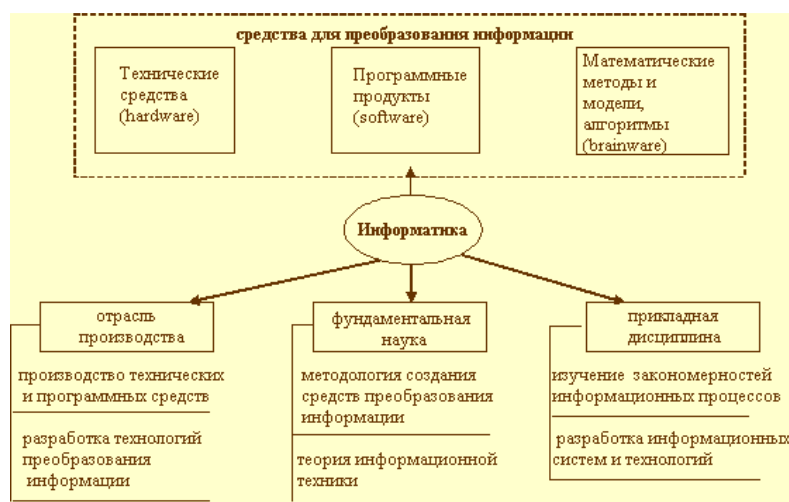 средства для преобразования информации
Технические
средства
(hardware)
Программные
продукты
(software)
Математические
методы и
модели,
алгоритмы
(brainware)
Информатика
отрасль
производства
фундаментальная
наука
прикладная
дисциплина
производство технических
и программных средств
разработка технологий
преобразования
информации
методология создания
средств преобразования
информации
теория информационной
техники
изучение закономерностей
информационных процессов
разработка информационных
систем и технологий